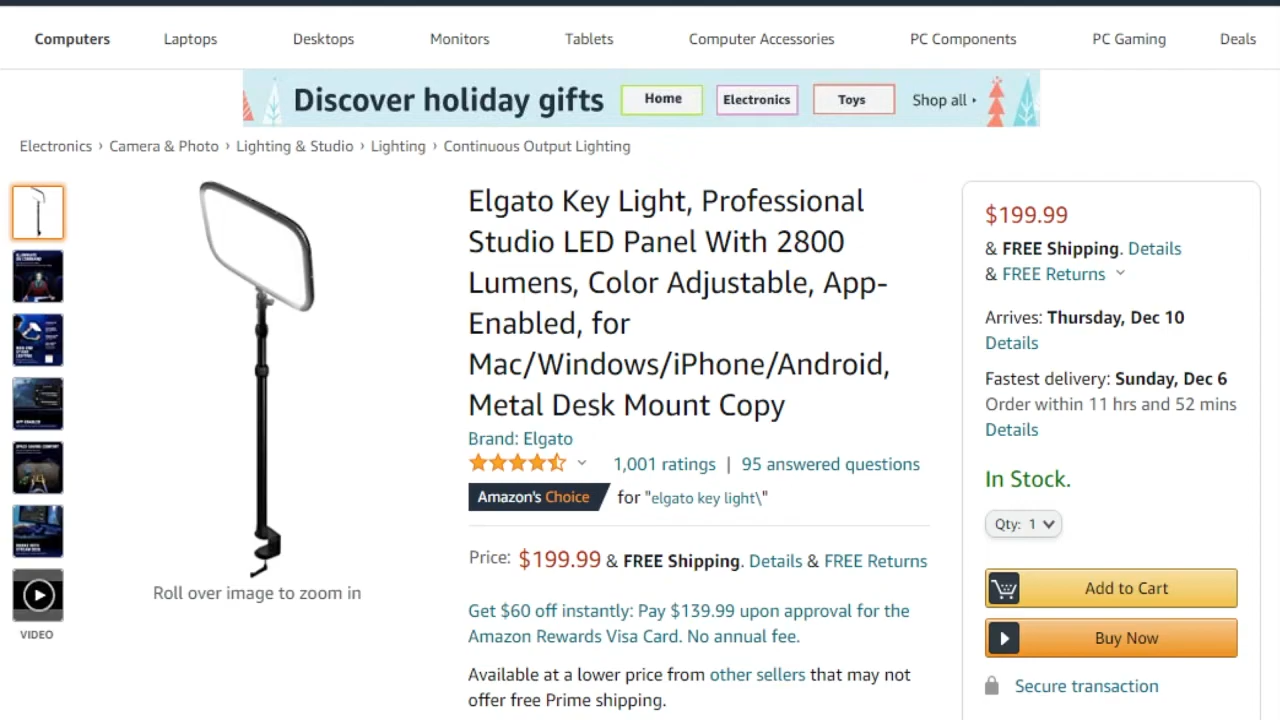 Computers Laptops Desktops Monitors Tablets Computer Accessories PC Components PC Gaming Deals
Discover holiday gifts Home Electronics Toys Shop all
Electronics › Camera & Photo › Lighting & Studio › Lighting › Continuous Output Lighting
Elgato Key Light, Professional
Studio LED Panel With 2800
Lumens, Color Adjustable, App-
Enabled, for
Mac/Windows/iPhone/Android,
Metal Desk Mount Copy
Brand: Elgato
1,001 ratings | 95 answered questions
Amazon's Choice for "elgato key light\"
Price: $199.99 & FREE Shipping. Details & FREE Returns
Get $60 off instantly: Pay $139.99 upon approval for the
Amazon Rewards Visa Card. No annual fee.
Available at a lower price from other sellers that may not
offer free Prime shipping.
Roll over image to zoom in
VIDEO
$199.99
& FREE Shipping. Details
& FREE Returns
Arrives: Thursday, Dec 10
Details
Fastest delivery: Sunday, Dec 6
Order within 11 hrs and 52 mins
Details
In Stock.
Qty: 1
Add to Cart
Buy Now
Secure transaction